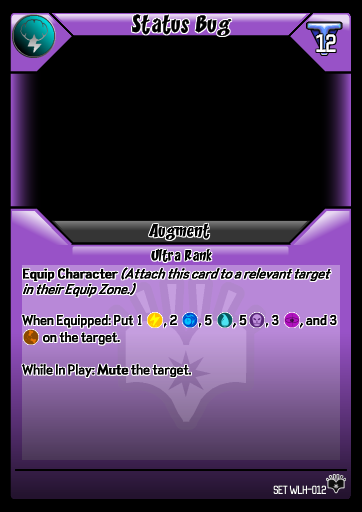 Status Bug
12
Augment
Ultra Rank
Equip Character (Attach this card to a relevant target
in their Equip Zone.)
When Equipped: Put 1 , 2 , 5 , 5 , 3 , and 3
on the target.
While In Play: Mute the target.
SET WLH-012